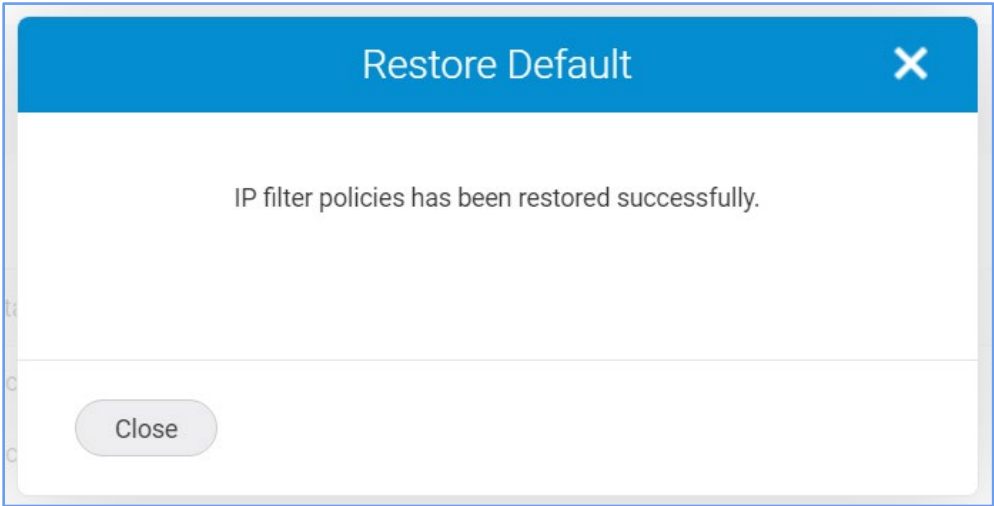 Restore Default
IP filter policies has been restored successfully.
Close